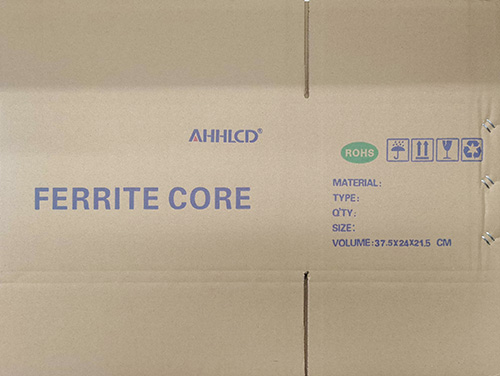 AHHLCD®
ROHS
FERRITE CORE
MATERIAL:
TYPE:
Q'TY:
SIZE:
VOLUME:37.5X24X21.5 CM